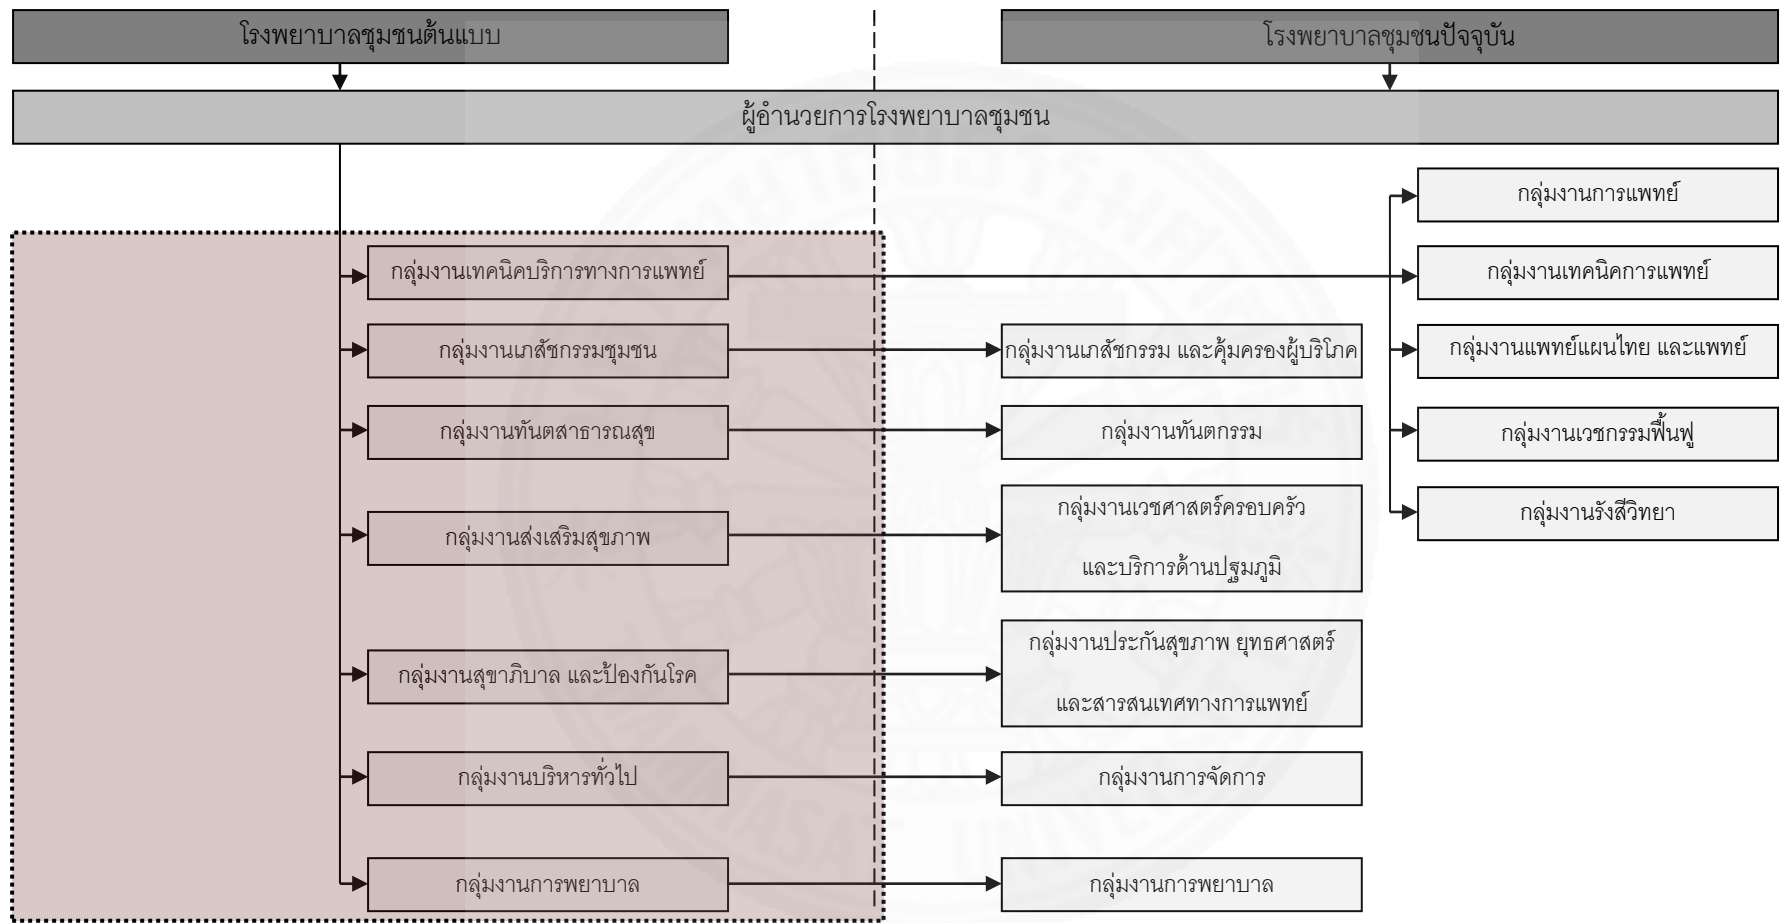 โรงพยาบาลชุมชนต้นแบบ
โรงพยาบาลชุมชนปัจจุบัน
ผู้อำนวยการโรงพยาบาลชุมชน
กลุ่มงานการแพทย์
กลุ่มงานเทคนิคบริการทางการแพทย์
กลุ่มงานเทคนิคการแพทย์
กลุ่มงานเภสัชกรรมชุมชน
กลุ่มงานเภสัชกรรม และคุ้มครองผู้บริโภค
กลุ่มงานแพทย์แผนไทย และแพทย์
กลุ่มงานทันตสาธารณสุข
กลุ่มงานทันตกรรม
กลุ่มงานเวชกรรมฟื้นฟู
กลุ่มงานส่งเสริมสุขภาพ
กลุ่มงานเวชศาสตร์ครอบครัว
และบริการด้านปฐมภูมิ
กลุ่มงานรังสีวิทยา
กลุ่มงานสุขาภิบาล และป้องกันโรค
กลุ่มงานประกันสุขภาพ ยุทธศาสตร์
และสารสนเทศทางการแพทย์
กลุ่มงานบริหารทั่วไป
กลุ่มงานการจัดการ
กลุ่มงานการพยาบาล
กลุ่มงานการพยาบาล
THAMMASAT UNIVERSITY